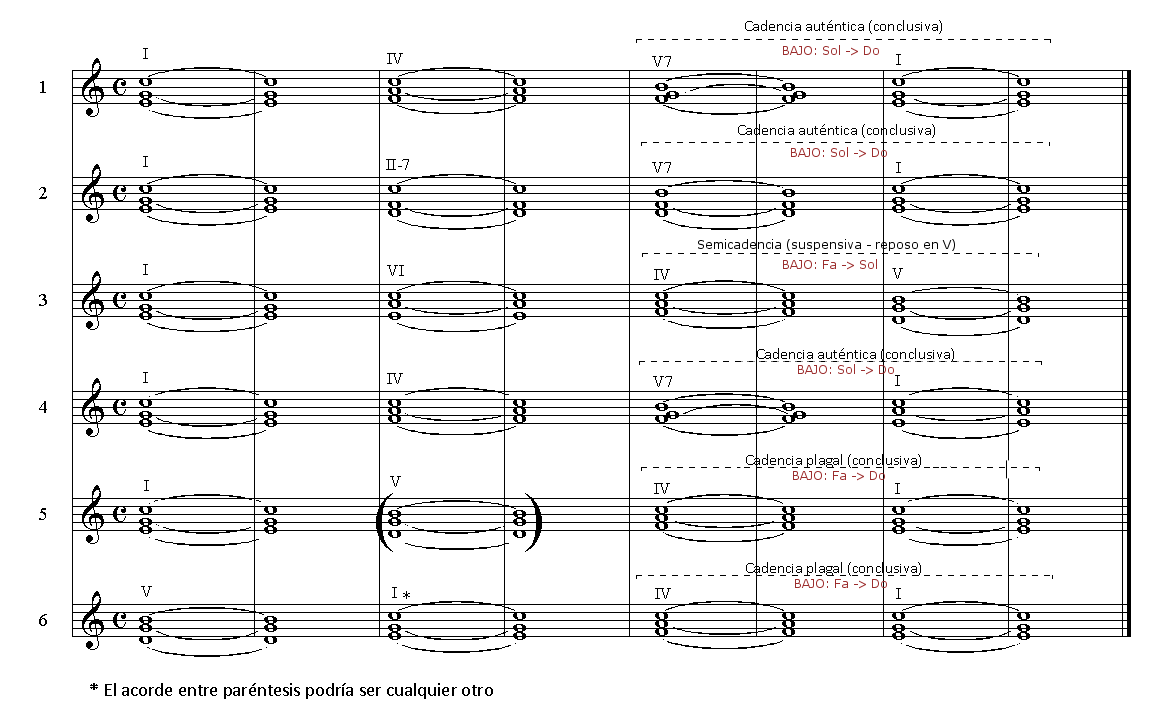 Cadencia auténtica (conclusiva)
BAJO: Sol -> Do
I IV V7 I
1
Cadencia auténtica (conclusiva)
BAJO: Sol -> Do
I II-7 V7 I
2
Semicadencia (suspensiva - reposo en V)
BAJO: Fa -> Sol
I VI IV V
3
Cadencia auténtica (conclusiva)
BAJO: Sol -> Do
I IV V7 I
4
Cadencia plagal (conclusiva)
BAJO: Fa -> Do
I V IV I
5
Cadencia plagal (conclusiva)
BAJO: Fa -> Do
V I * IV I
6
* El acorde entre paréntesis podría ser cualquier otro